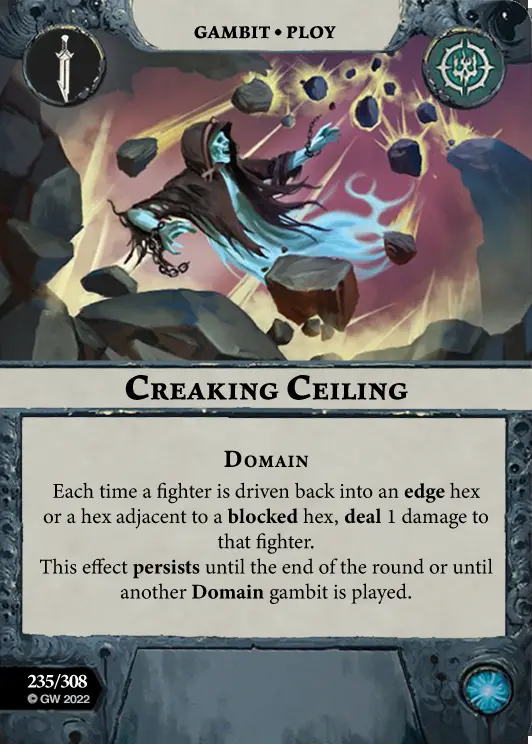 GAMBIT • PLOY
CREAKING CEILING
DOMAIN
Each time a fighter is driven back into an edge hex
or a hex adjacent to a blocked hex, deal 1 damage to
that fighter.
This effect persists until the end of the round or until
another Domain gambit is played.
235/308
© GW 2022